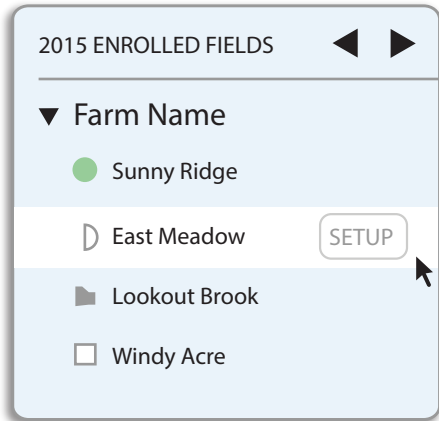 2015 ENROLLED FIELDS
Farm Name
Sunny Ridge
East Meadow SETUP
Lookout Brook
Windy Acre